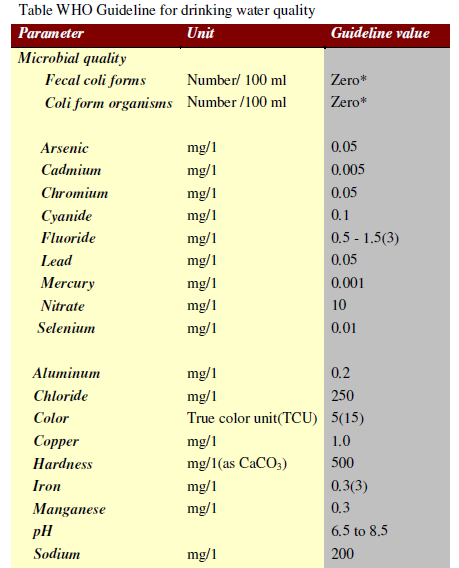 Table WHO Guideline for drinking water quality
Parameter Unit Guideline value
Microbial quality
Fecal coli forms Number/ 100 ml Zero*
Coli form organisms Number /100 ml Zero*
Arsenic mg/1 0.05
Cadmium mg/1 0.005
Chromium mg/1 0.05
Cyanide mg/1 0.1
Fluoride mg/1 0.5 - 1.5(3)
Lead mg/1 0.05
Mercury mg/1 0.001
Nitrate mg/1 10
Selenium mg/1 0.01
Aluminum mg/1 0.2
Chloride mg/1 250
Color True color unit(TCU) 5(15)
Copper mg/1 1.0
Hardness mg/1(as CaCO₃) 500
Iron mg/1 0.3(3)
Manganese mg/1 0.3
pH 6.5 to 8.5
Sodium mg/1 200